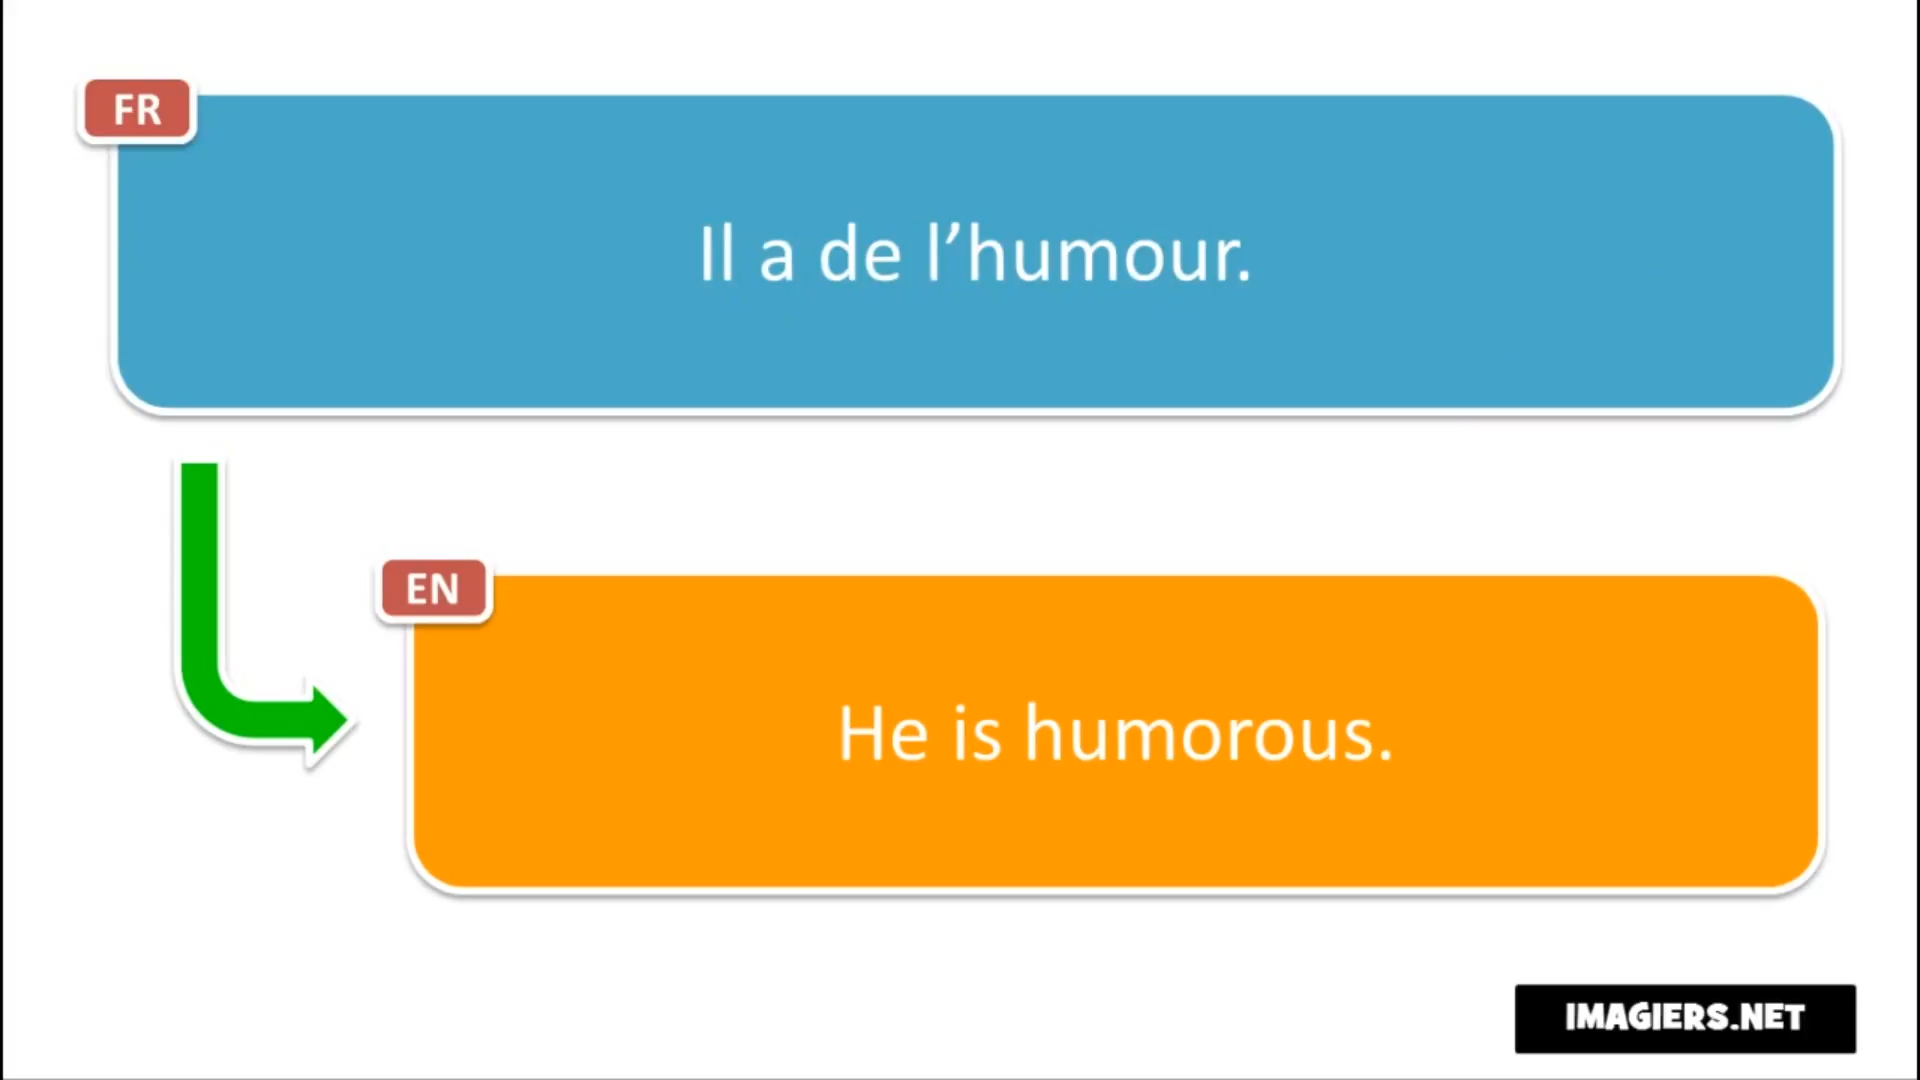 FR
Il a de l’humour.
EN
He is humorous.
IMAGIERS.NET